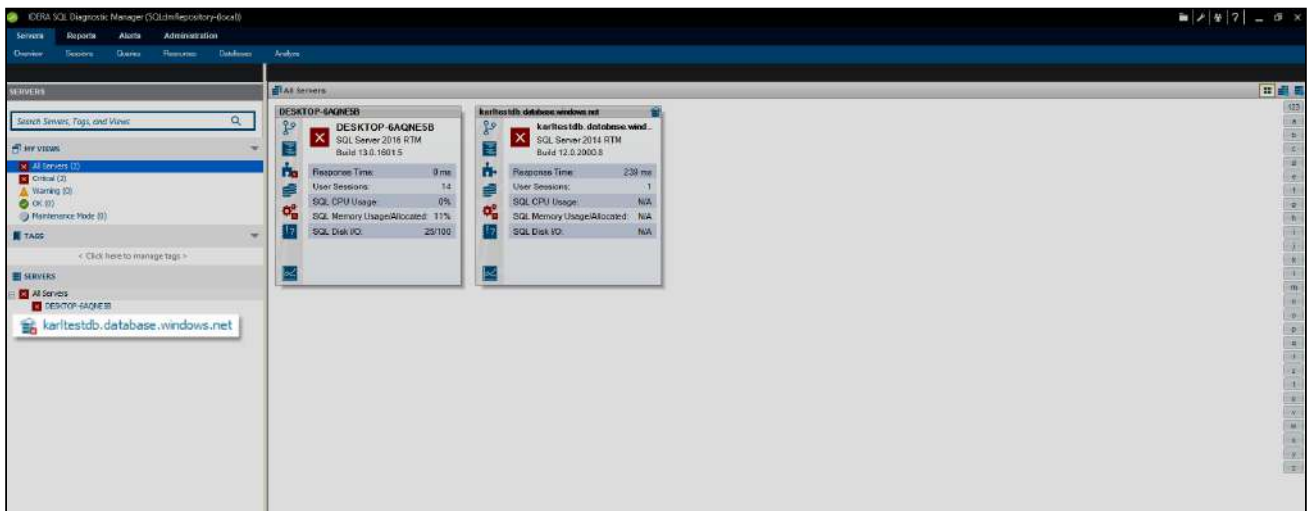 IDERA SQL Diagnostic Manager (SQLdmRepository-(local))
Servers Reports Alerts Administration
Overview Sessions Queries Resources Databases Analyze
SERVERS
Search Servers, Tags, and Views
MY VIEWS
All Servers (2)
Critical (2)
Warning (0)
OK (0)
Maintenance Mode (0)
TAGS
< Click here to manage tags >
SERVERS
All Servers
DESKTOP-6AQNE5B
karltestdb.database.windows.net
All Servers
DESKTOP-6AQNE5B
DESKTOP-6AQNE5B
SQL Server 2016 RTM
Build 13.0.1601.5
Response Time: 0 ms
User Sessions: 14
SQL CPU Usage: 0%
SQL Memory Usage/Allocated: 11%
SQL Disk I/O: 25/100
karltestdb.database.windows.net
karltestdb.database.wind...
SQL Server 2014 RTM
Build 12.0.2000.8
Response Time: 239 ms
User Sessions: 1
SQL CPU Usage: N/A
SQL Memory Usage/Allocated: N/A
SQL Disk I/O: N/A
123
a
b
c
d
e
f
g
h
i
j
k
l
m
n
o
p
q
r
s
t
u
v
w
x
y
z